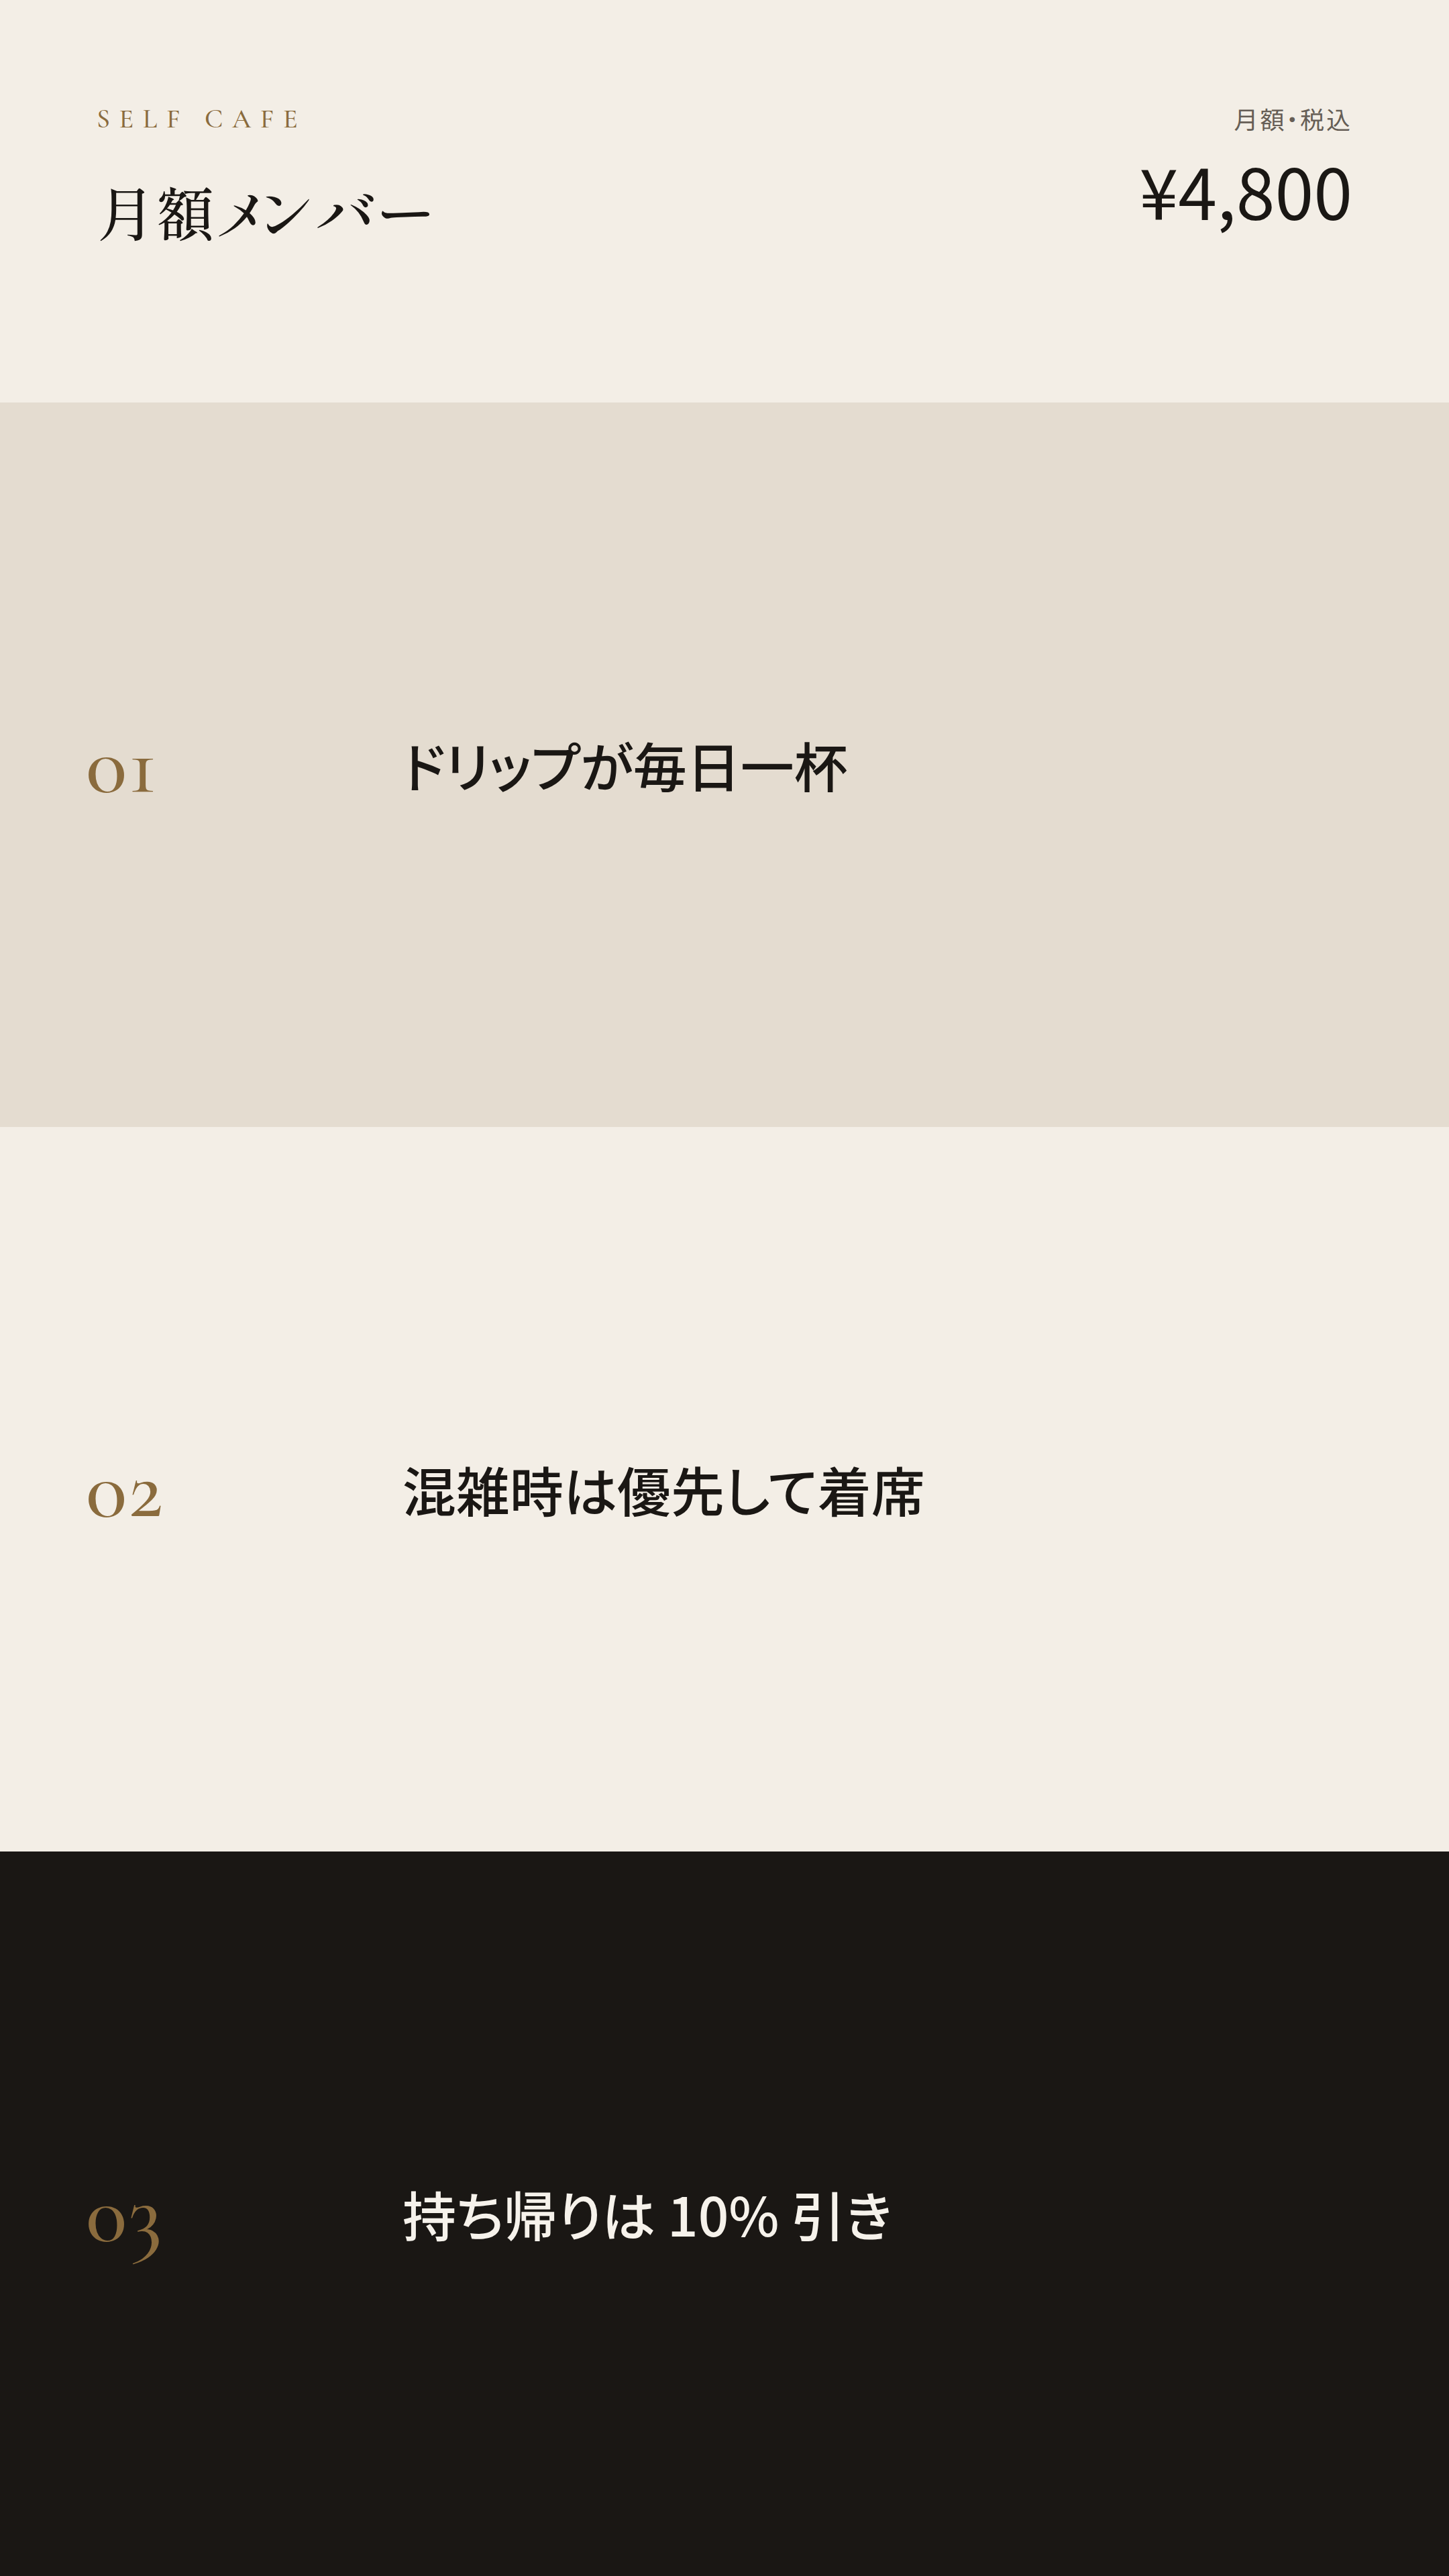 SELF CAFE
月額メンバー
月額・税込
¥4,800
01
ドリップが毎日一杯
02
混雑時は優先して着席
03
持ち帰りは 10% 引き